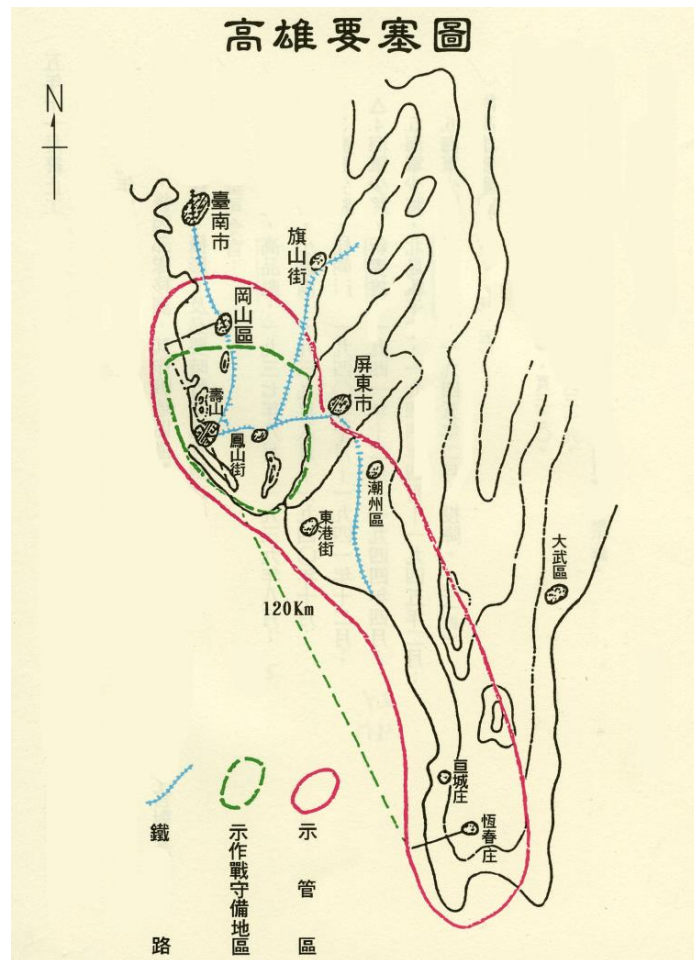 高雄要塞圖
N
臺南市
旗山街
岡山區
屏東市
壽山
鳳山街
潮州區
東港街
大武區
120Km
亘城庄
恆春庄
鐵路
示作戰守備地區
示管區